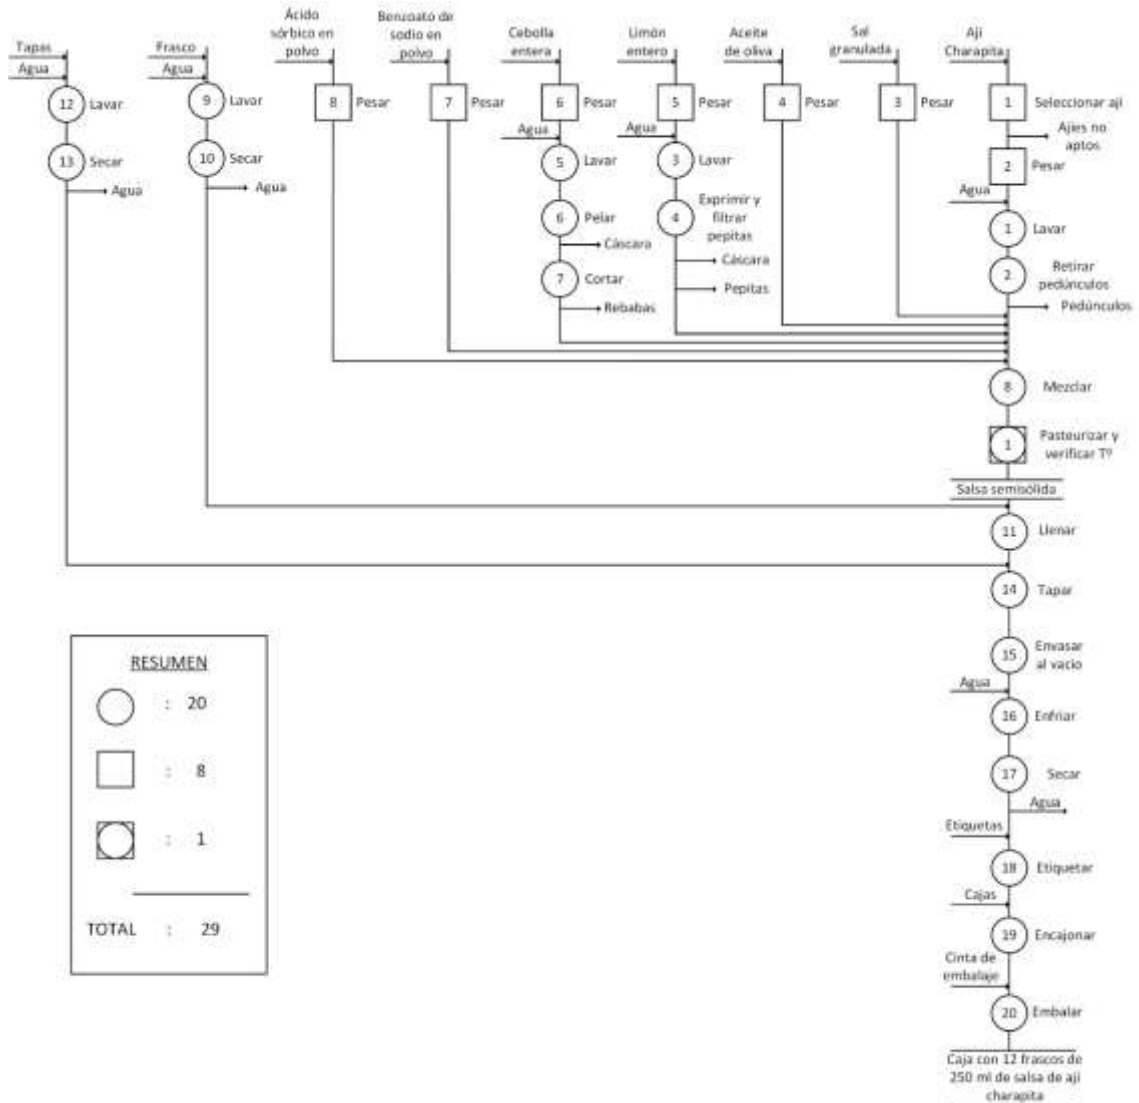 Tapas
Agua
12 Lavar
13 Secar
Agua
Frasco
Agua
9 Lavar
10 Secar
Agua
Ácido
sórbico en
polvo
8 Pesar
Benzoato de
sodio en
polvo
7 Pesar
Cebolla
entera
6 Pesar
Agua
5 Lavar
6 Pelar
Cáscara
7 Cortar
Rebabas
Limón
entero
5 Pesar
Agua
3 Lavar
4 Exprimir y
filtrar
pepitas
Cáscara
Pepitas
Aceite
de oliva
4 Pesar
Sal
granulada
3 Pesar
Ají
Charapita
1 Seleccionar ají
Ajíes no
aptos
2 Pesar
Agua
1 Lavar
2 Retirar
pedúnculos
Pedúnculos
8 Mezclar
1 Pasteurizar y
verificar Tº
Salsa semisólida
11 Llenar
14 Tapar
15 Envasar
al vacio
Agua
16 Enfriar
17 Secar
Agua
Etiquetas
18 Etiquetar
Cajas
19 Encajonar
Cinta de
embalaje
20 Embalar
Caja con 12 frascos de
250 ml de salsa de ají
charapita
RESUMEN
: 20
: 8
: 1
TOTAL : 29